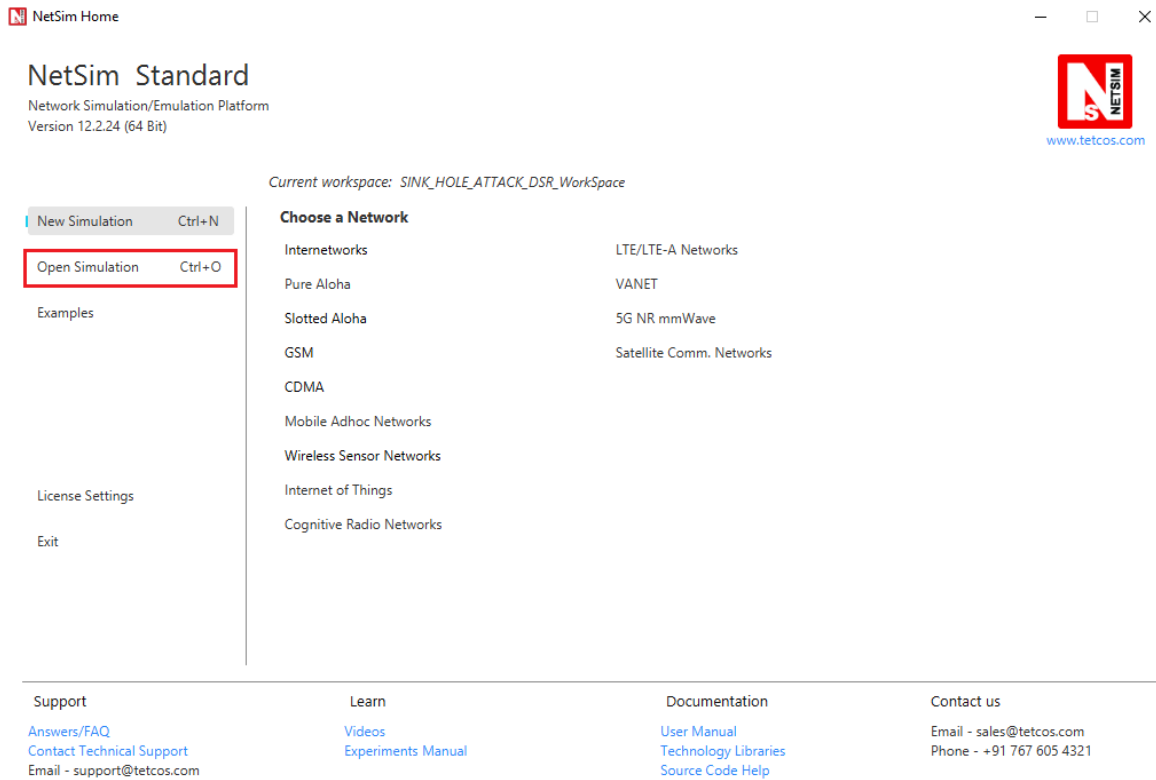 NetSim Home
NetSim Standard
Network Simulation/Emulation Platform
Version 12.2.24 (64 Bit)
N
S
NETSIM
www.tetcos.com
Current workspace: SINK_HOLE_ATTACK_DSR_WorkSpace
New Simulation Ctrl+N
Open Simulation Ctrl+O
Examples
License Settings
Exit
Choose a Network
Internetworks
Pure Aloha
Slotted Aloha
GSM
CDMA
Mobile Adhoc Networks
Wireless Sensor Networks
Internet of Things
Cognitive Radio Networks
LTE/LTE-A Networks
VANET
5G NR mmWave
Satellite Comm. Networks
Support
Answers/FAQ
Contact Technical Support
Email - support@tetcos.com
Learn
Videos
Experiments Manual
Documentation
User Manual
Technology Libraries
Source Code Help
Contact us
Email - sales@tetcos.com
Phone - +91 767 605 4321